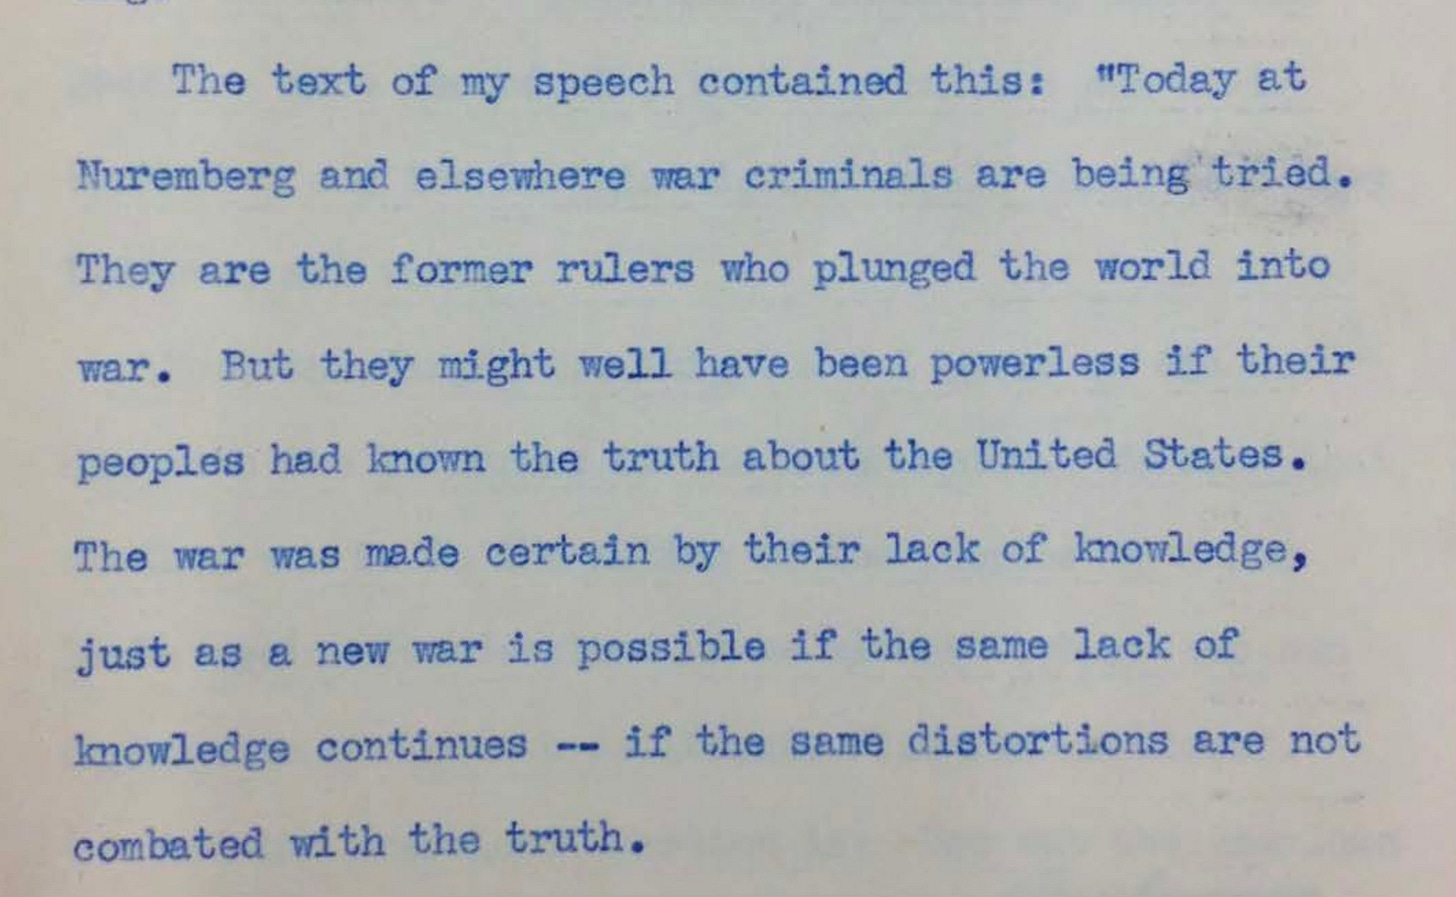 The text of my speech contained this: "Today at
Nuremberg and elsewhere war criminals are being tried.
They are the former rulers who plunged the world into
war. But they might well have been powerless if their
peoples had known the truth about the United States.
The war was made certain by their lack of knowledge,
just as a new war is possible if the same lack of
knowledge continues -- if the same distortions are not
combated with the truth.